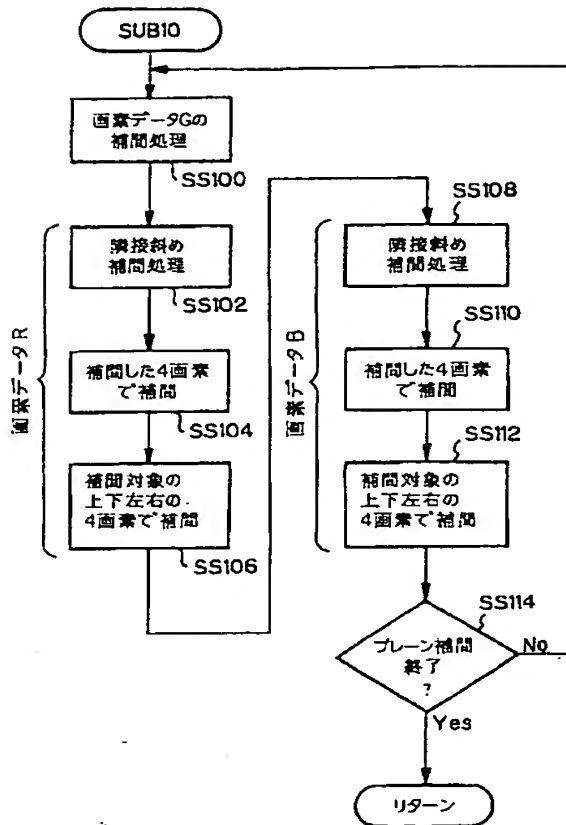 SUB10
画素データGの
補間処理
SS100
画素データR
隣接斜め
補間処理
SS102
補間した4画素
で補間
SS104
補間対象の
上下左右の
4画素で補間
SS106
画素データB
SS108
隣接斜め
補間処理
SS110
補間した4画素
で補間
SS112
補間対象の
上下左右の
4画素で補間
SS114
プレーン補間
終了
?
No
Yes
リターン